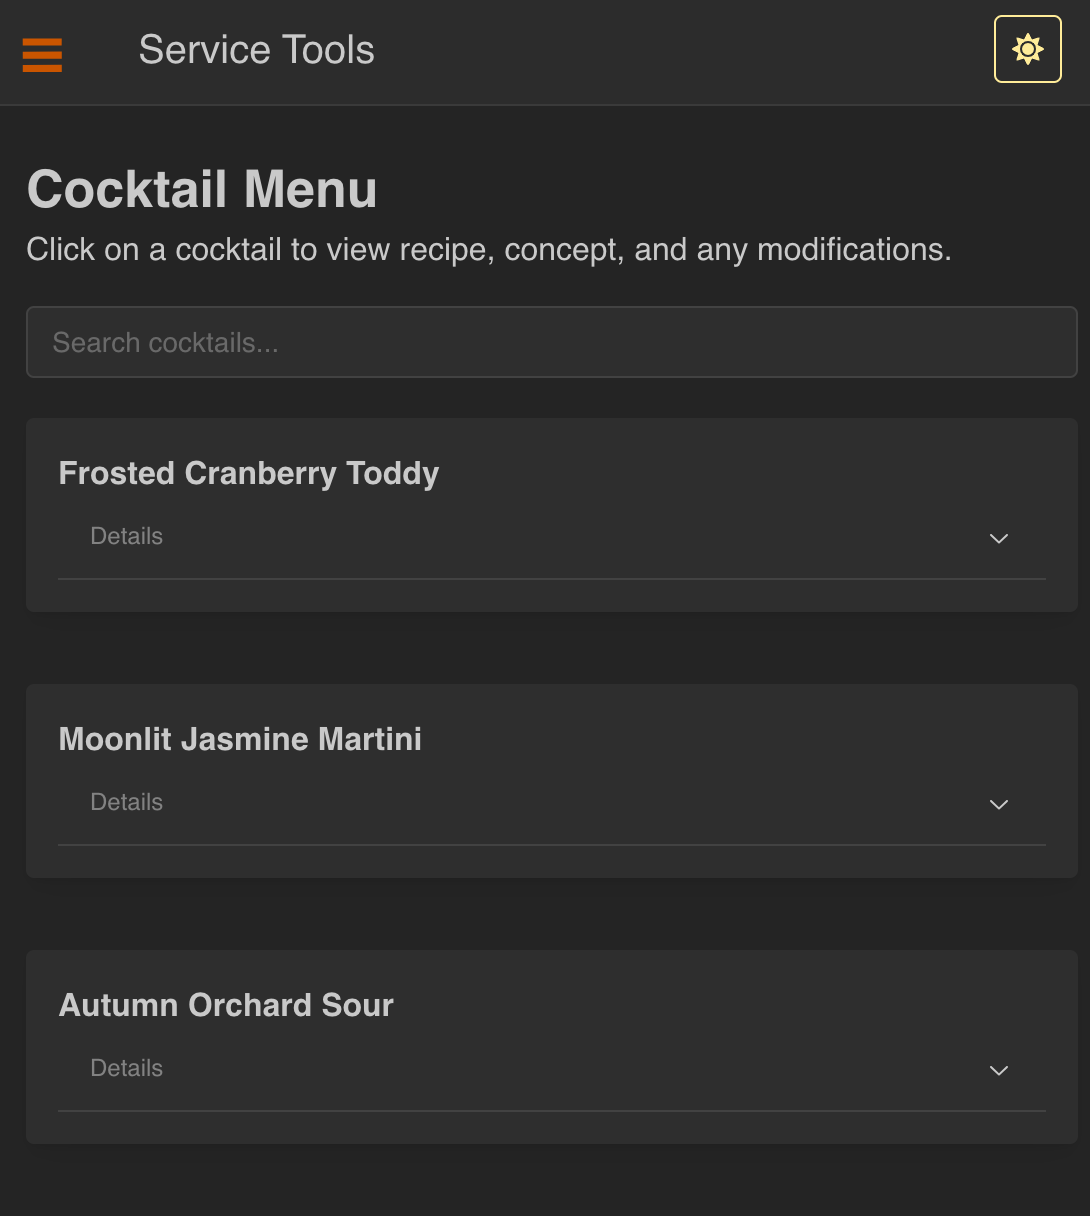 Service Tools
Cocktail Menu
Click on a cocktail to view recipe, concept, and any modifications.
Search cocktails...
Frosted Cranberry Toddy
Details
Moonlit Jasmine Martini
Details
Autumn Orchard Sour
Details